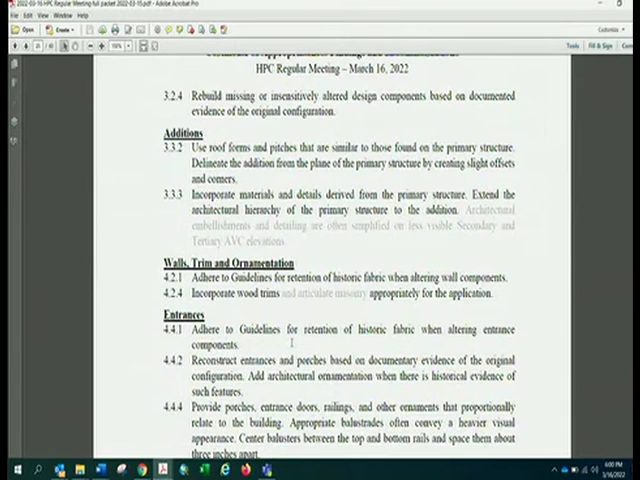 2022-03-16 HPC Regular Meeting full packet 2022-03-15.pdf - Adobe Acrobat Pro
File Edit View Window Help
Open Create Customize
Tools Fill & Sign
HPC Regular Meeting – March 16, 2022
3.2.4 Rebuild missing or insensitively altered design components based on documented
evidence of the original configuration.
Additions
3.3.2 Use roof forms and pitches that are similar to those found on the primary structure.
Delineate the addition from the plane of the primary structure by creating slight offsets
and corners.
3.3.3 Incorporate materials and details derived from the primary structure. Extend the
architectural hierarchy of the primary structure to the addition. Architectural
embellishments and detailing are often simplified on less visible Secondary and
Tertiary AVC elevations.
Walls, Trim and Ornamentation
4.2.1 Adhere to Guidelines for retention of historic fabric when altering wall components.
4.2.4 Incorporate wood trims and articulate masonry appropriately for the application.
Entrances
4.4.1 Adhere to Guidelines for retention of historic fabric when altering entrance
components.
4.4.2 Reconstruct entrances and porches based on documentary evidence of the original
configuration. Add architectural ornamentation when there is historical evidence of
such features.
4.4.4 Provide porches, entrance doors, railings, and other ornaments that proportionally
relate to the building. Appropriate balustrades often convey a heavier visual
appearance. Center balusters between the top and bottom rails and space them about
three inches apart.
6:00 PM
3/16/2022